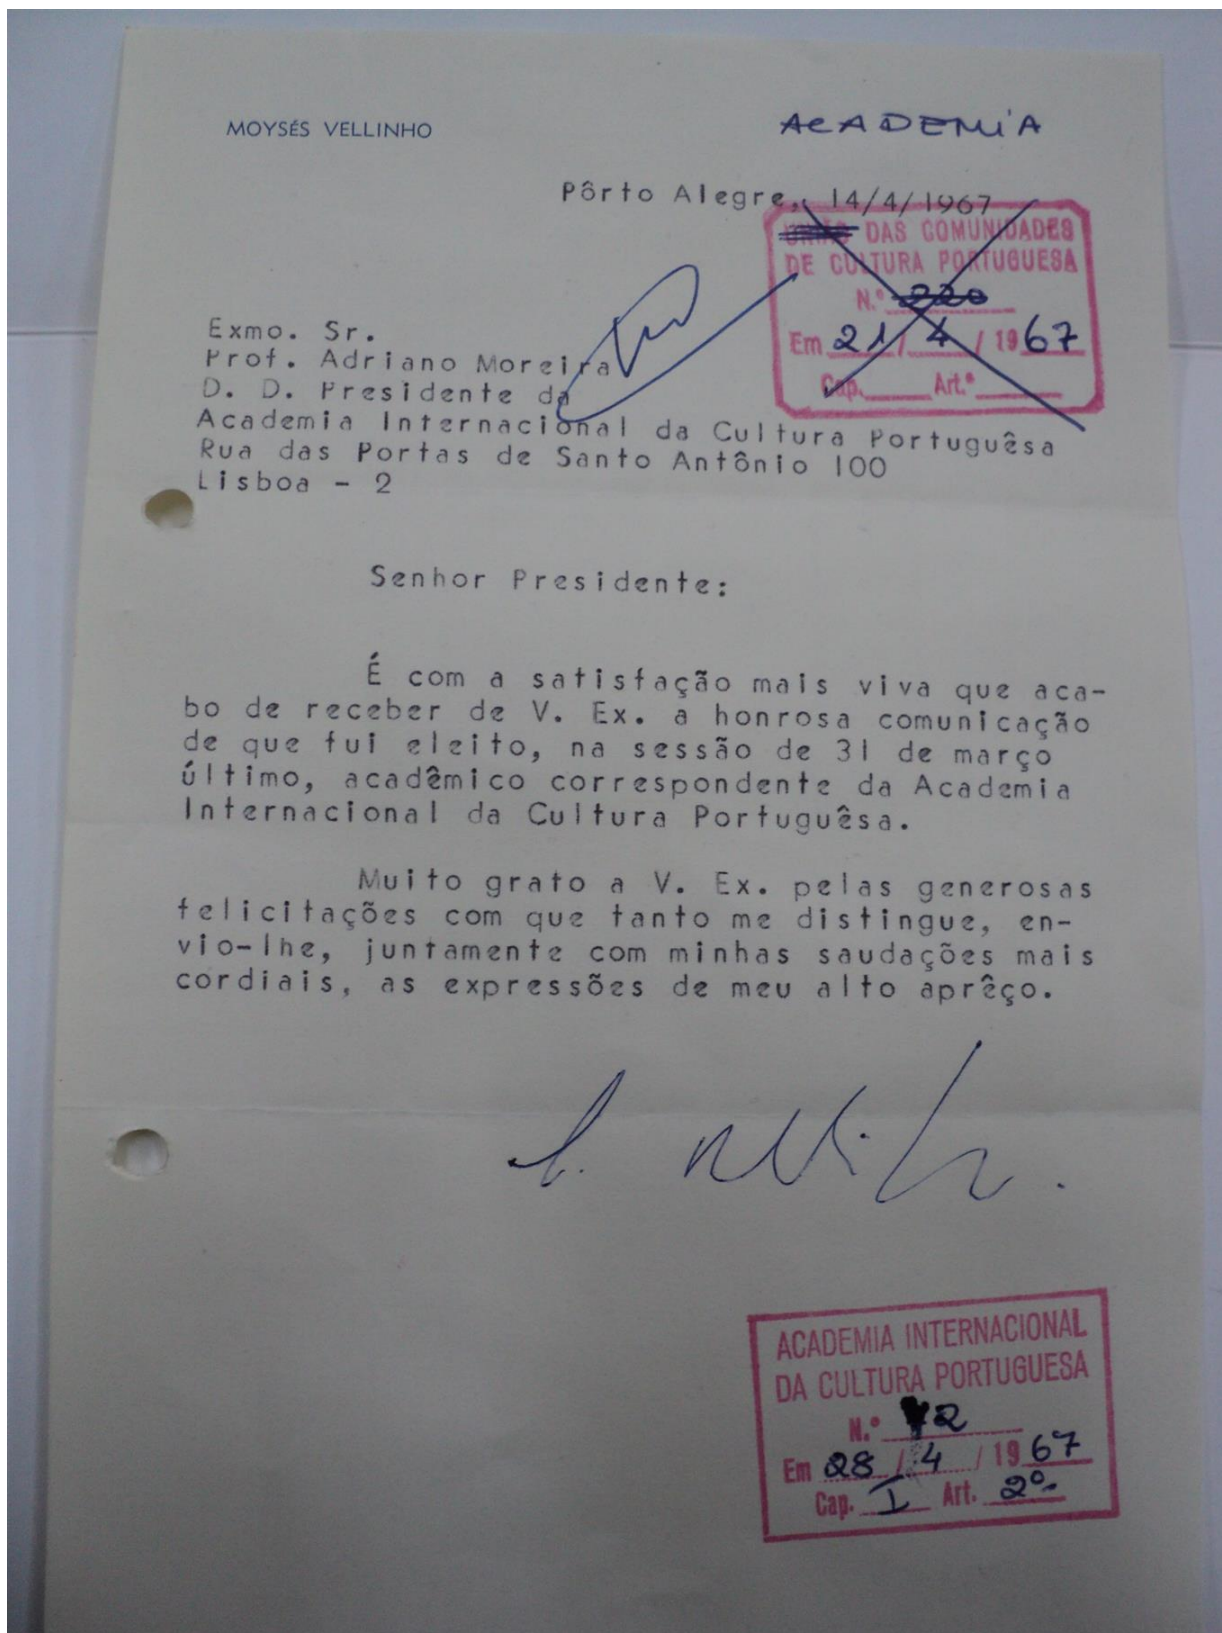 MOYSÉS VELLINHO
ACADEMIA
Pôrto Alegre, 14/4/1967
UNIÃO DAS COMUNIDADES
DE CULTURA PORTUGUESA
N.º 220
Em 21 / 4 / 1967
Cap. Art.º
Exmo. Sr.
Prof. Adriano Moreira
D. D. Presidente da
Academia Internacional da Cultura Portuguêsa
Rua das Portas de Santo Antônio 100
Lisboa - 2
Senhor Presidente:
É com a satisfação mais viva que aca-
bo de receber de V. Ex. a honrosa comunicação
de que fui eleito, na sessão de 31 de março
último, acadêmico correspondente da Academia
Internacional da Cultura Portuguêsa.
Muito grato a V. Ex. pelas generosas
felicitações com que tanto me distingue, en-
vio-lhe, juntamente com minhas saudações mais
cordiais, as expressões de meu alto aprêço.
ACADEMIA INTERNACIONAL
DA CULTURA PORTUGUESA
N.º
Em 28 / 4 / 1967
Cap. I Art. 2º